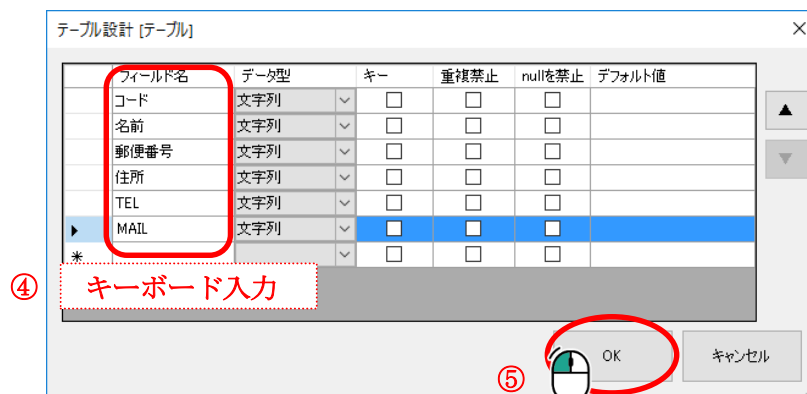 テーブル設計 [テーブル] ×
フィールド名 データ型 キー 重複禁止 nullを禁止 デフォルト値
コード 文字列
名前 文字列
郵便番号 文字列
住所 文字列
TEL 文字列
MAIL 文字列
④ キーボード入力
OK キャンセル
⑤